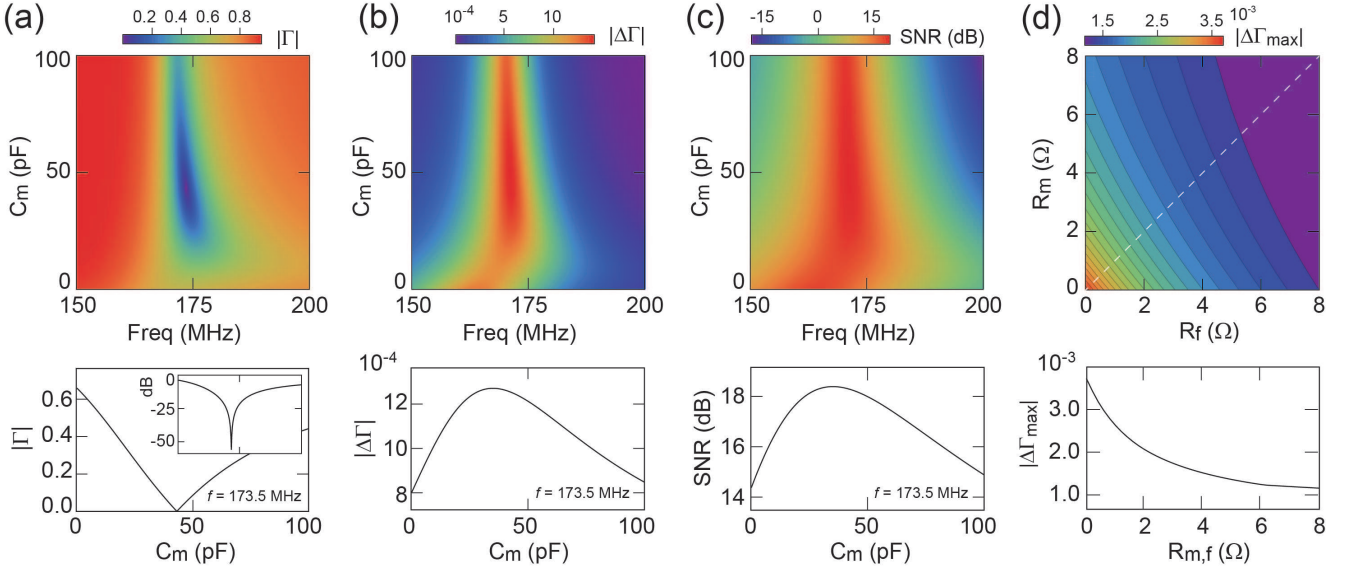 (a)
0.2 0.4 0.6 0.8
|Γ|
100
50
0
Cm (pF)
150 175 200
Freq (MHz)
(b)
10-4 5 10
|ΔΓ|
100
50
0
Cm (pF)
150 175 200
Freq (MHz)
(c)
-15 0 15
SNR (dB)
100
50
0
Cm (pF)
150 175 200
Freq (MHz)
(d)
10-3
1.5 2.5 3.5
|ΔΓmax|
8
6
4
2
0
Rm (Ω)
0 2 4 6 8
Rf (Ω)
0.6
0.4
0.2
0.0
|Γ|
dB
0
-25
-50
f = 173.5 MHz
0 50 100
Cm (pF)
10-4
12
10
8
|ΔΓ|
f = 173.5 MHz
0 50 100
Cm (pF)
18
16
14
SNR (dB)
f = 173.5 MHz
0 50 100
Cm (pF)
10-3
3.0
2.0
1.0
|ΔΓmax|
0 2 4 6 8
Rm,f (Ω)